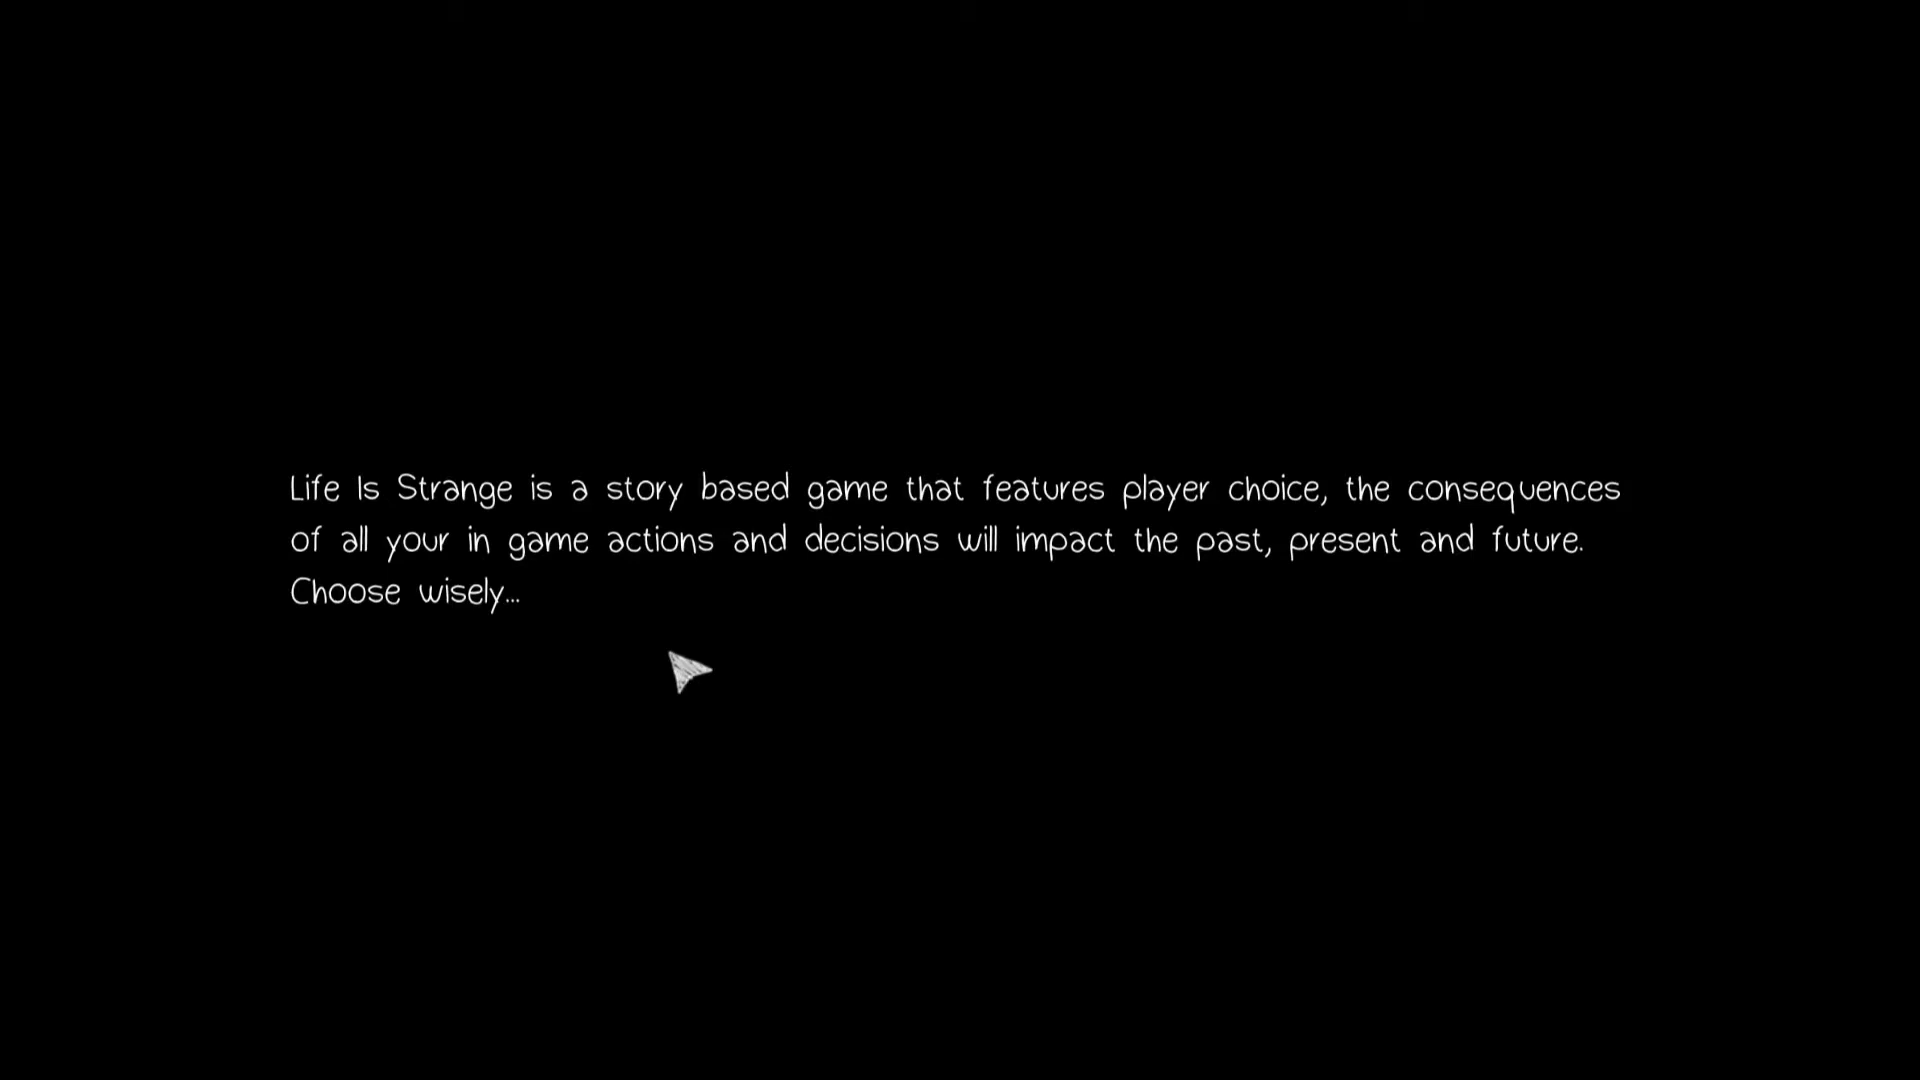 Life Is Strange is a story based game that features player choice, the consequences
of all your in game actions and decisions will impact the past, present and future.
Choose wisely...